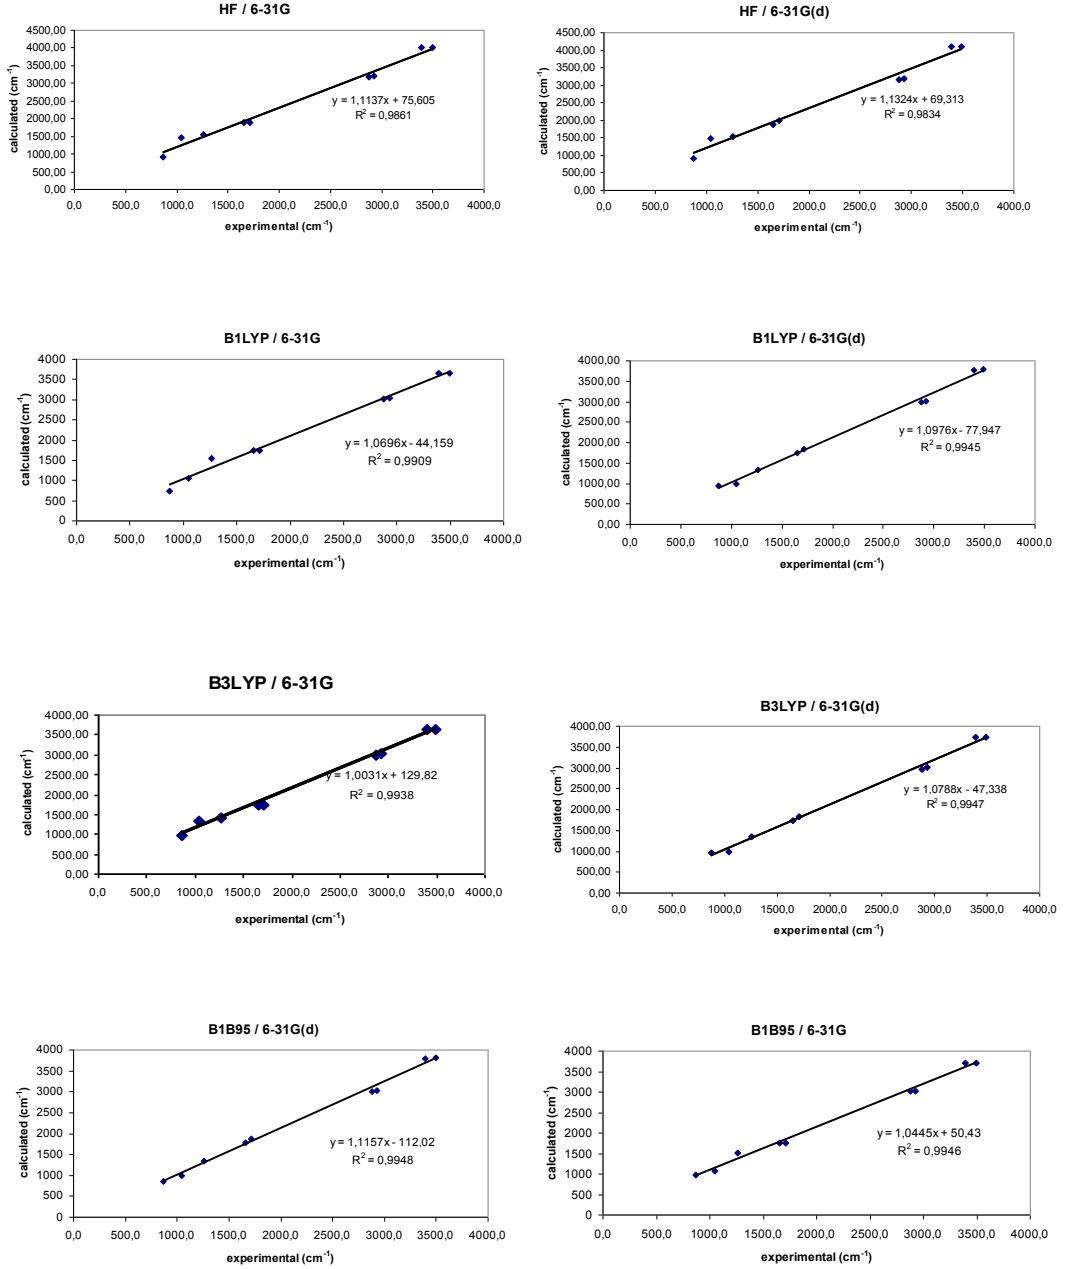 HF / 6-31G
4500,00
4000,00
3500,00
3000,00
2500,00
2000,00
1500,00
1000,00
500,00
0,00
calculated (cm-1)
y = 1,1137x + 75,605
R2 = 0,9861
0,0 500,0 1000,0 1500,0 2000,0 2500,0 3000,0 3500,0 4000,0
experimental (cm-1)
HF / 6-31G(d)
4500,00
4000,00
3500,00
3000,00
2500,00
2000,00
1500,00
1000,00
500,00
0,00
calculated (cm-1)
y = 1,1324x + 69,313
R2 = 0,9834
0,0 500,0 1000,0 1500,0 2000,0 2500,0 3000,0 3500,0 4000,0
experimental (cm-1)
B1LYP / 6-31G
4000
3500
3000
2500
2000
1500
1000
500
0
calculated (cm-1)
y = 1,0696x - 44,159
R2 = 0,9909
0,0 500,0 1000,0 1500,0 2000,0 2500,0 3000,0 3500,0 4000,0
experimental (cm-1)
B1LYP / 6-31G(d)
4000,00
3500,00
3000,00
2500,00
2000,00
1500,00
1000,00
500,00
0,00
calculated (cm-1)
y = 1,0976x - 77,947
R2 = 0,9945
0,0 500,0 1000,0 1500,0 2000,0 2500,0 3000,0 3500,0 4000,0
experimental (cm-1)
B3LYP / 6-31G
4000,00
3500,00
3000,00
2500,00
2000,00
1500,00
1000,00
500,00
0,00
calculated (cm-1)
y = 1,0031x + 129,82
R2 = 0,9938
0,0 500,0 1000,0 1500,0 2000,0 2500,0 3000,0 3500,0 4000,0
experimental (cm-1)
B3LYP / 6-31G(d)
4000,00
3500,00
3000,00
2500,00
2000,00
1500,00
1000,00
500,00
0,00
calculated (cm-1)
y = 1,0788x - 47,338
R2 = 0,9947
0,0 500,0 1000,0 1500,0 2000,0 2500,0 3000,0 3500,0 4000,0
experimental (cm-1)
B1B95 / 6-31G(d)
4000
3500
3000
2500
2000
1500
1000
500
0
calculated (cm-1)
y = 1,1157x - 112,02
R2 = 0,9948
0,0 500,0 1000,0 1500,0 2000,0 2500,0 3000,0 3500,0 4000,0
experimental (cm-1)
B1B95 / 6-31G
4000
3500
3000
2500
2000
1500
1000
500
0
calculated (cm-1)
y = 1,0445x + 50,43
R2 = 0,9946
0,0 500,0 1000,0 1500,0 2000,0 2500,0 3000,0 3500,0 4000,0
experimental (cm-1)